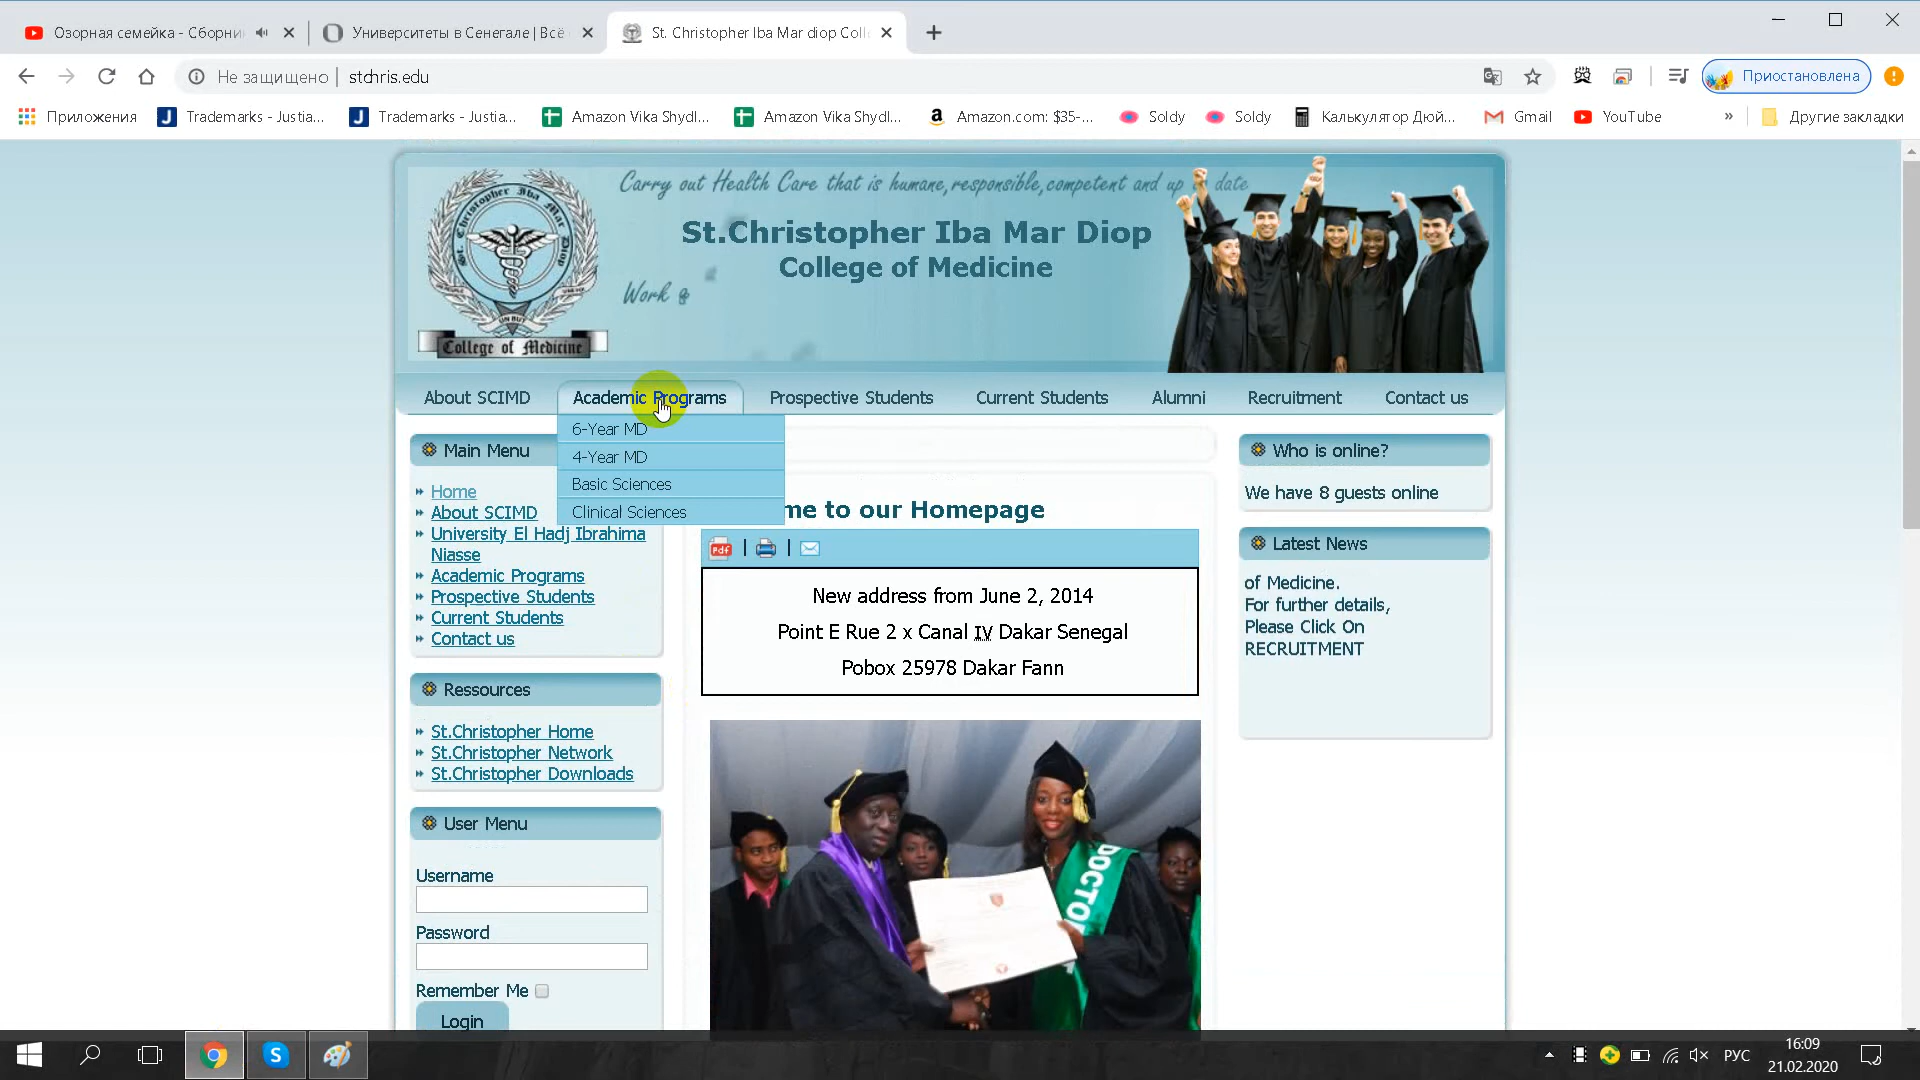 Озорная семейка - Сборни
Университеты в Сенегале | Всё
St. Christopher Iba Mar diop Coll
Не защищено | stchris.edu
Приостановлена
Приложения
Trademarks - Justia...
Trademarks - Justia...
Amazon Vika Shydl...
Amazon Vika Shydl...
Amazon.com: $35-...
Soldy
Soldy
Калькулятор Дюй...
Gmail
YouTube
»
Другие закладки
Carry out Health Care that is humane, responsible, competent and up to date
St.Christopher Iba Mar Diop
College of Medicine
Work &
St. Christopher Iba Mar Diop
College of Medicine
About SCIMD
Academic Programs
Prospective Students
Current Students
Alumni
Recruitment
Contact us
6-Year MD
4-Year MD
Basic Sciences
Clinical Sciences
Main Menu
Home
About SCIMD
University El Hadj Ibrahima
Niasse
Academic Programs
Prospective Students
Current Students
Contact us
Ressources
St.Christopher Home
St.Christopher Network
St.Christopher Downloads
User Menu
Username
Password
Remember Me
Login
me to our Homepage
Pdf
New address from June 2, 2014
Point E Rue 2 x Canal IV Dakar Senegal
Pobox 25978 Dakar Fann
DOCTO
Who is online?
We have 8 guests online
Latest News
of Medicine.
For further details,
Please Click On
RECRUITMENT
РУС
16:09
21.02.2020